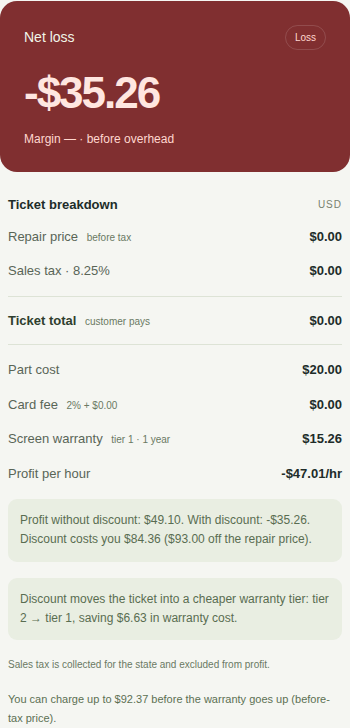 Net loss
Loss
-$35.26
Margin — · before overhead
Ticket breakdown USD
Repair price before tax $0.00
Sales tax · 8.25% $0.00
Ticket total customer pays $0.00
Part cost $20.00
Card fee 2% + $0.00 $0.00
Screen warranty tier 1 · 1 year $15.26
Profit per hour -$47.01/hr
Profit without discount: $49.10. With discount: -$35.26.
Discount costs you $84.36 ($93.00 off the repair price).
Discount moves the ticket into a cheaper warranty tier: tier
2 → tier 1, saving $6.63 in warranty cost.
Sales tax is collected for the state and excluded from profit.
You can charge up to $92.37 before the warranty goes up (before-
tax price).